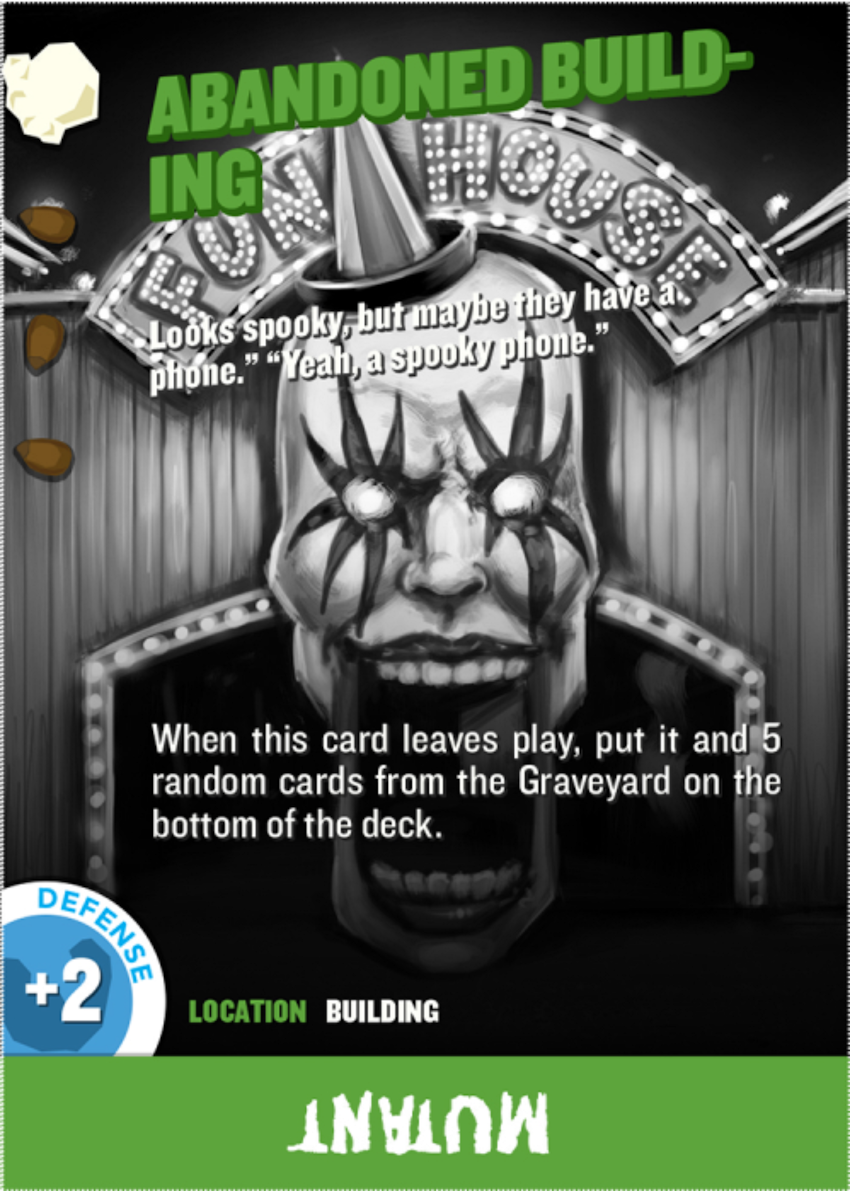 ABANDONED BUILD-
ING
FUN HOUSE
Looks spooky, but maybe they have a
phone.” “Yeah, a spooky phone.”
When this card leaves play, put it and 5
random cards from the Graveyard on the
bottom of the deck.
DEFENSE
+2
LOCATION BUILDING
MUTANT